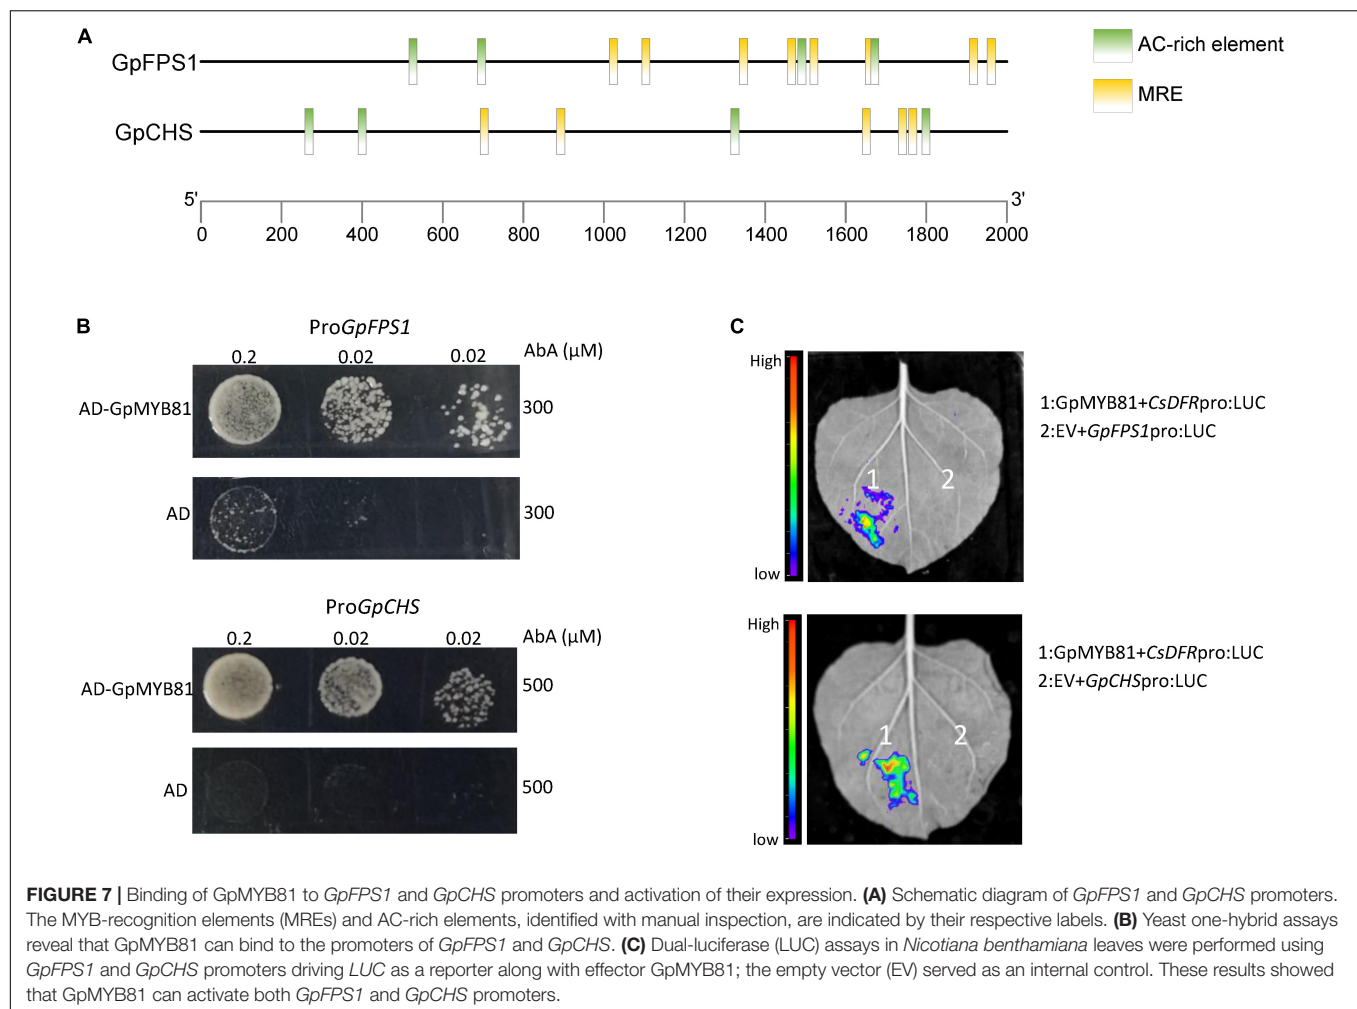 A
GpFPS1
AC-rich element
MRE
GpCHS
5'
3'
0 200 400 600 800 1000 1200 1400 1600 1800 2000
B
ProGpFPS1
0.2 0.02 0.02 AbA (μM)
AD-GpMYB81 300
AD 300
ProGpCHS
0.2 0.02 0.02 AbA (μM)
AD-GpMYB81 500
AD 500
C
High
low
1 2
1:GpMYB81+CsDFRpro:LUC
2:EV+GpFPS1pro:LUC
High
low
1 2
1:GpMYB81+CsDFRpro:LUC
2:EV+GpCHSpro:LUC
FIGURE 7 | Binding of GpMYB81 to GpFPS1 and GpCHS promoters and activation of their expression. (A) Schematic diagram of GpFPS1 and GpCHS promoters.
The MYB-recognition elements (MREs) and AC-rich elements, identified with manual inspection, are indicated by their respective labels. (B) Yeast one-hybrid assays
reveal that GpMYB81 can bind to the promoters of GpFPS1 and GpCHS. (C) Dual-luciferase (LUC) assays in Nicotiana benthamiana leaves were performed using
GpFPS1 and GpCHS promoters driving LUC as a reporter along with effector GpMYB81; the empty vector (EV) served as an internal control. These results showed
that GpMYB81 can activate both GpFPS1 and GpCHS promoters.